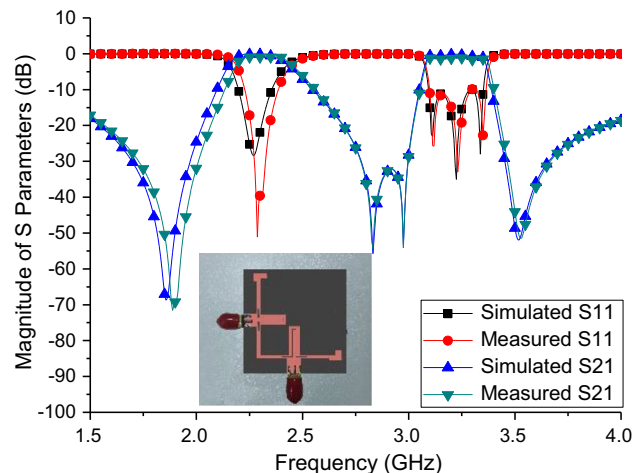 Magnitude of S Parameters (dB)
10
0
-10
-20
-30
-40
-50
-60
-70
-80
-90
-100
Simulated S11
Measured S11
Simulated S21
Measured S21
1.5 2.0 2.5 3.0 3.5 4.0
Frequency (GHz)